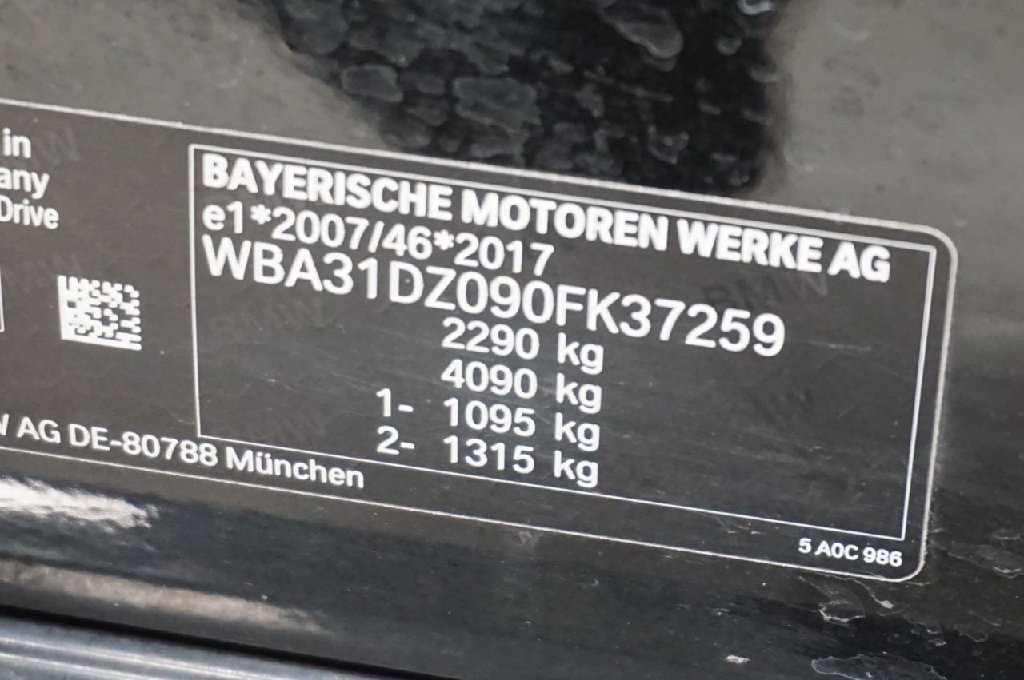 in
any
Drive
BAYERISCHE MOTOREN WERKE AG
e1*2007/46*2017
WBA31DZ090FK37259
2290 kg
4090 kg
1- 1095 kg
2- 1315 kg
AG DE-80788 München
5 A0C 986